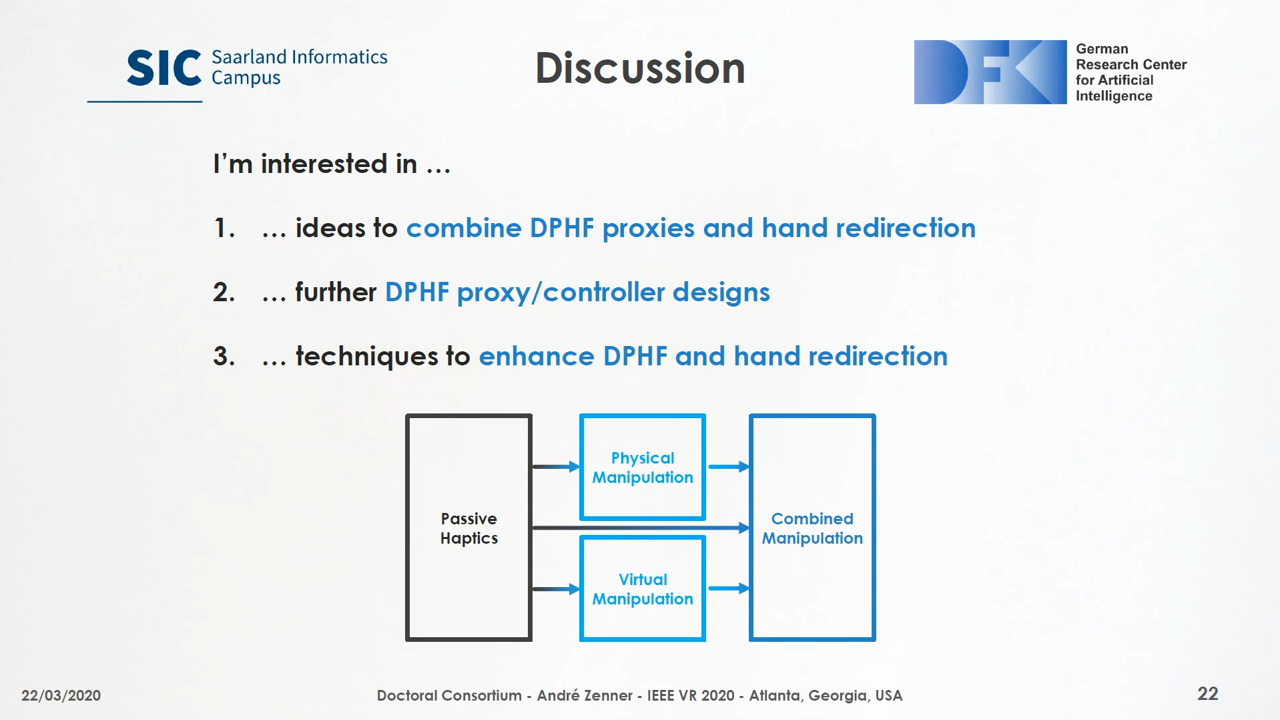 SIC Saarland Informatics
Campus
Discussion
DFKI
German
Research Center
for Artificial
Intelligence
I'm interested in …
1. … ideas to combine DPHF proxies and hand redirection
2. … further DPHF proxy/controller designs
3. … techniques to enhance DPHF and hand redirection
Passive
Haptics
Physical
Manipulation
Virtual
Manipulation
Combined
Manipulation
22/03/2020
Doctoral Consortium - André Zenner - IEEE VR 2020 - Atlanta, Georgia, USA
22